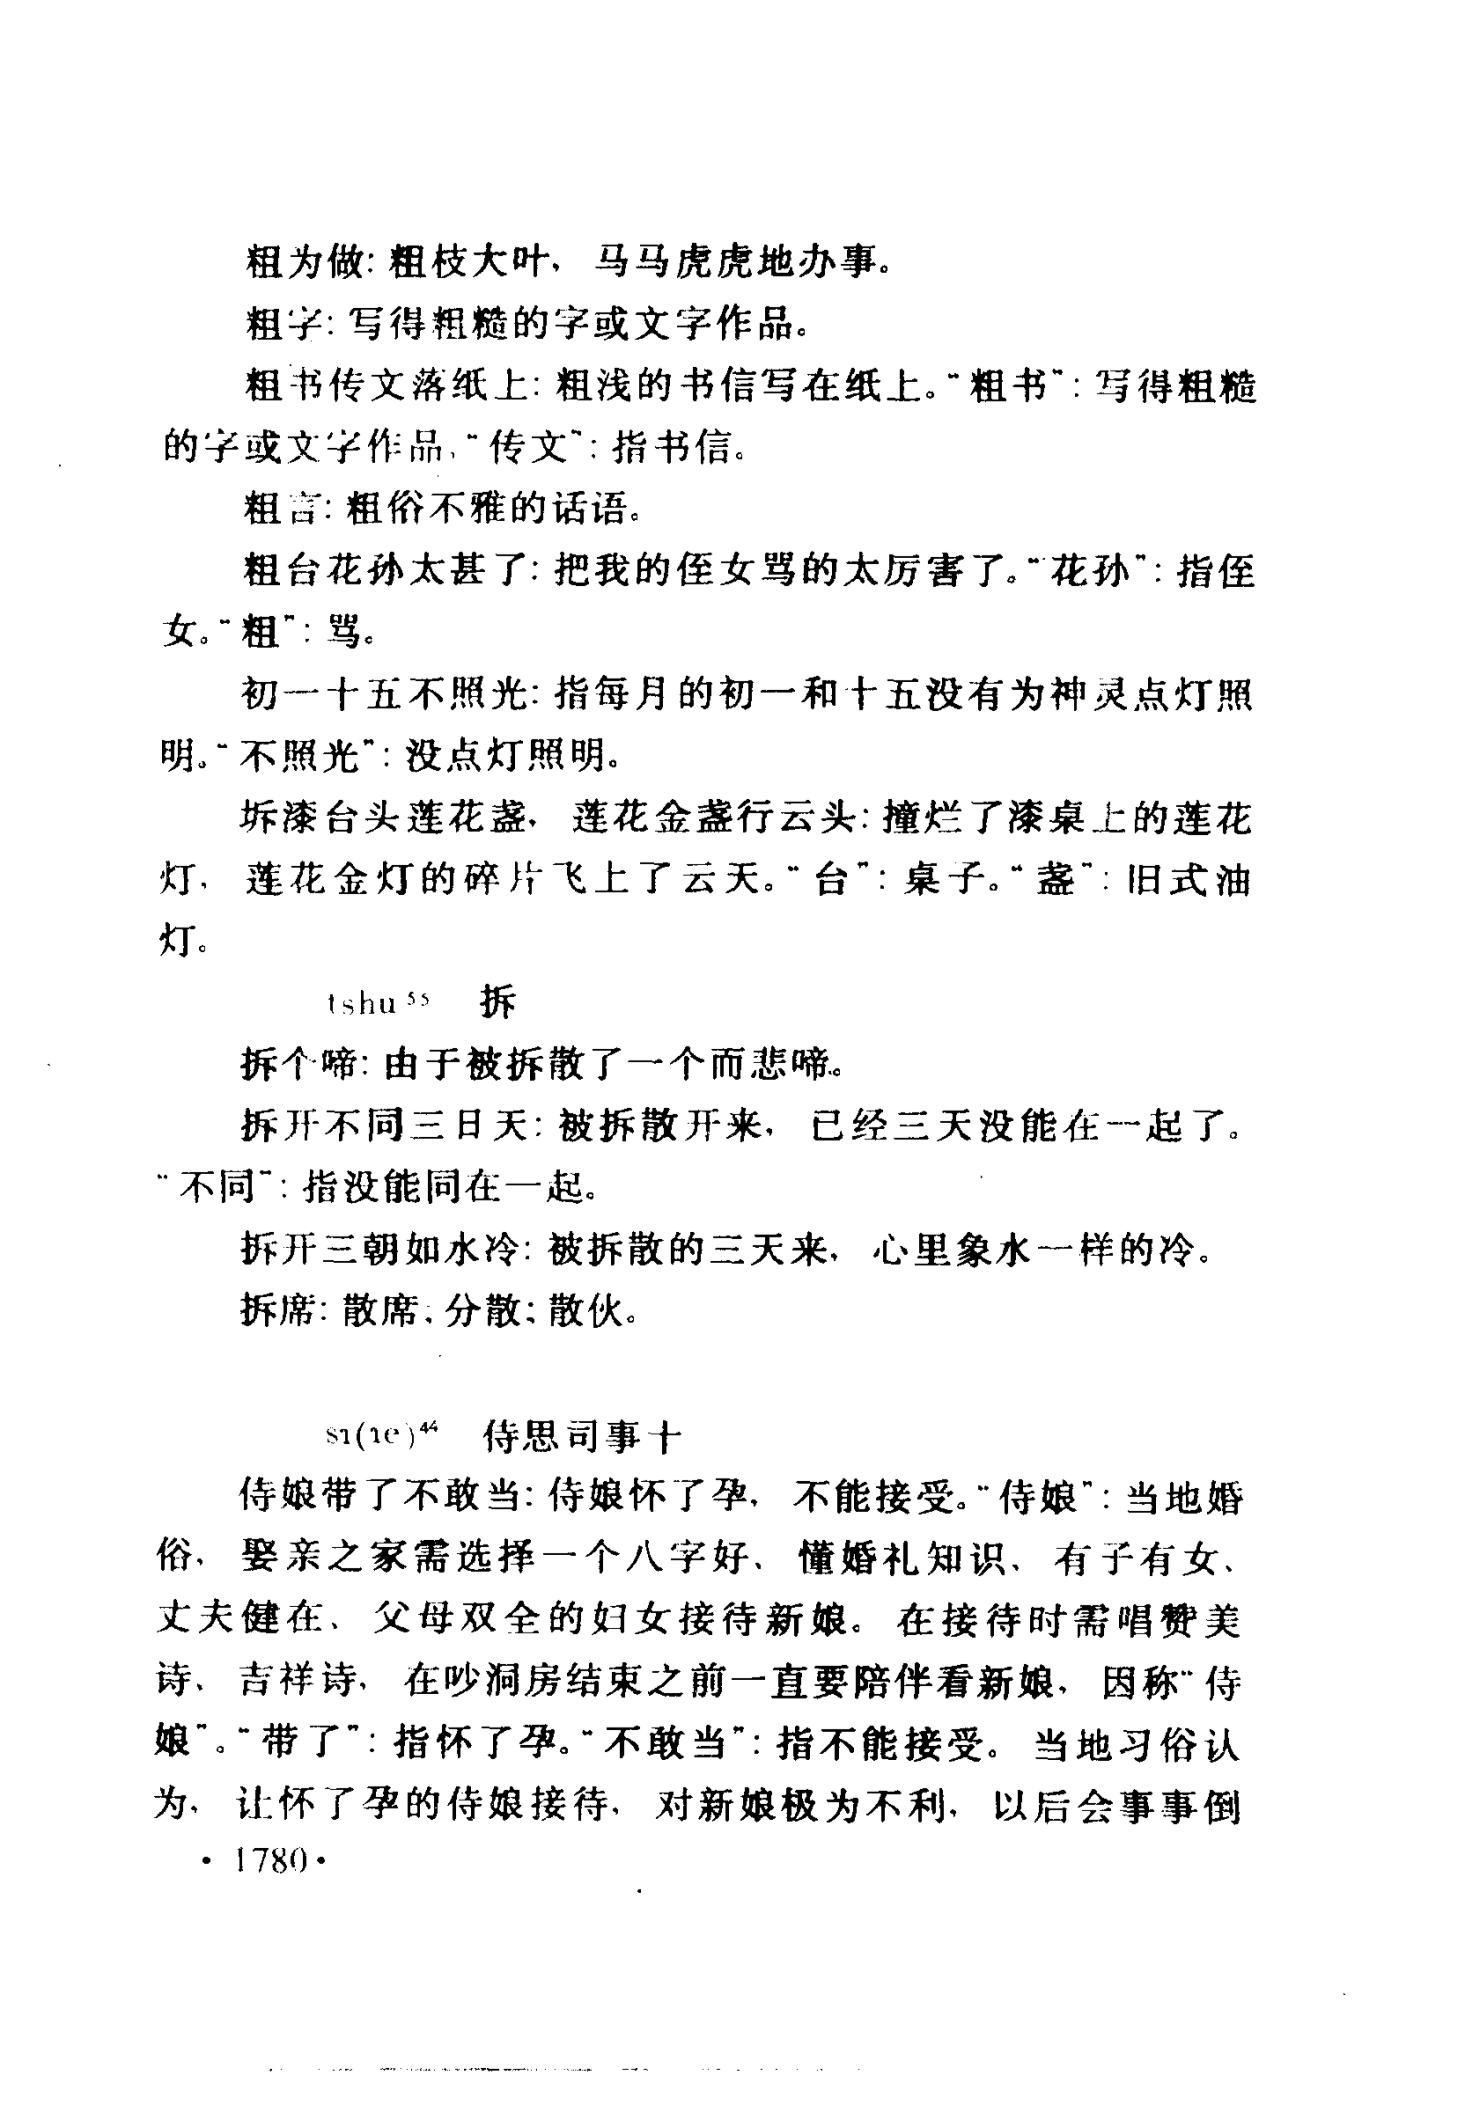 粗为做：粗枝大叶，马马虎虎地办事。
粗字：写得粗糙的字或文字作品。
粗书传文落纸上：粗浅的书信写在纸上。“粗书”：写得粗糙
的字或文字作品，“传文”：指书信。
粗言：粗俗不雅的话语。
粗台花孙太甚了：把我的侄女骂的太厉害了。“花孙”：指侄
女。“粗”：骂。
初一十五不照光：指每月的初一和十五没有为神灵点灯照
明。“不照光”：没点灯照明。
坼漆台头莲花盏，莲花金盏行云头：撞烂了漆桌上的莲花
灯，莲花金灯的碎片飞上了云天。“台”：桌子。“盏”：旧式油
灯。
tshu⁵⁵ 拆
拆个啼：由于被拆散了一个而悲啼。
拆开不同三日天：被拆散开来，已经三天没能在一起了。
“不同”：指没能同在一起。
拆开三朝如水冷：被拆散的三天来，心里象水一样的冷。
拆席：散席；分散；散伙。
sɿ(ɿe)⁴⁴ 侍思司事十
侍娘带了不敢当：侍娘怀了孕，不能接受。“侍娘”：当地婚
俗，娶亲之家需选择一个八字好、懂婚礼知识、有子有女、
丈夫健在、父母双全的妇女接待新娘。在接待时需唱赞美
诗、吉祥诗，在吵洞房结束之前一直要陪伴看新娘，因称“侍
娘”。“带了”：指怀了孕。“不敢当”：指不能接受。当地习俗认
为，让怀了孕的侍娘接待，对新娘极为不利，以后会事事倒
·1780·